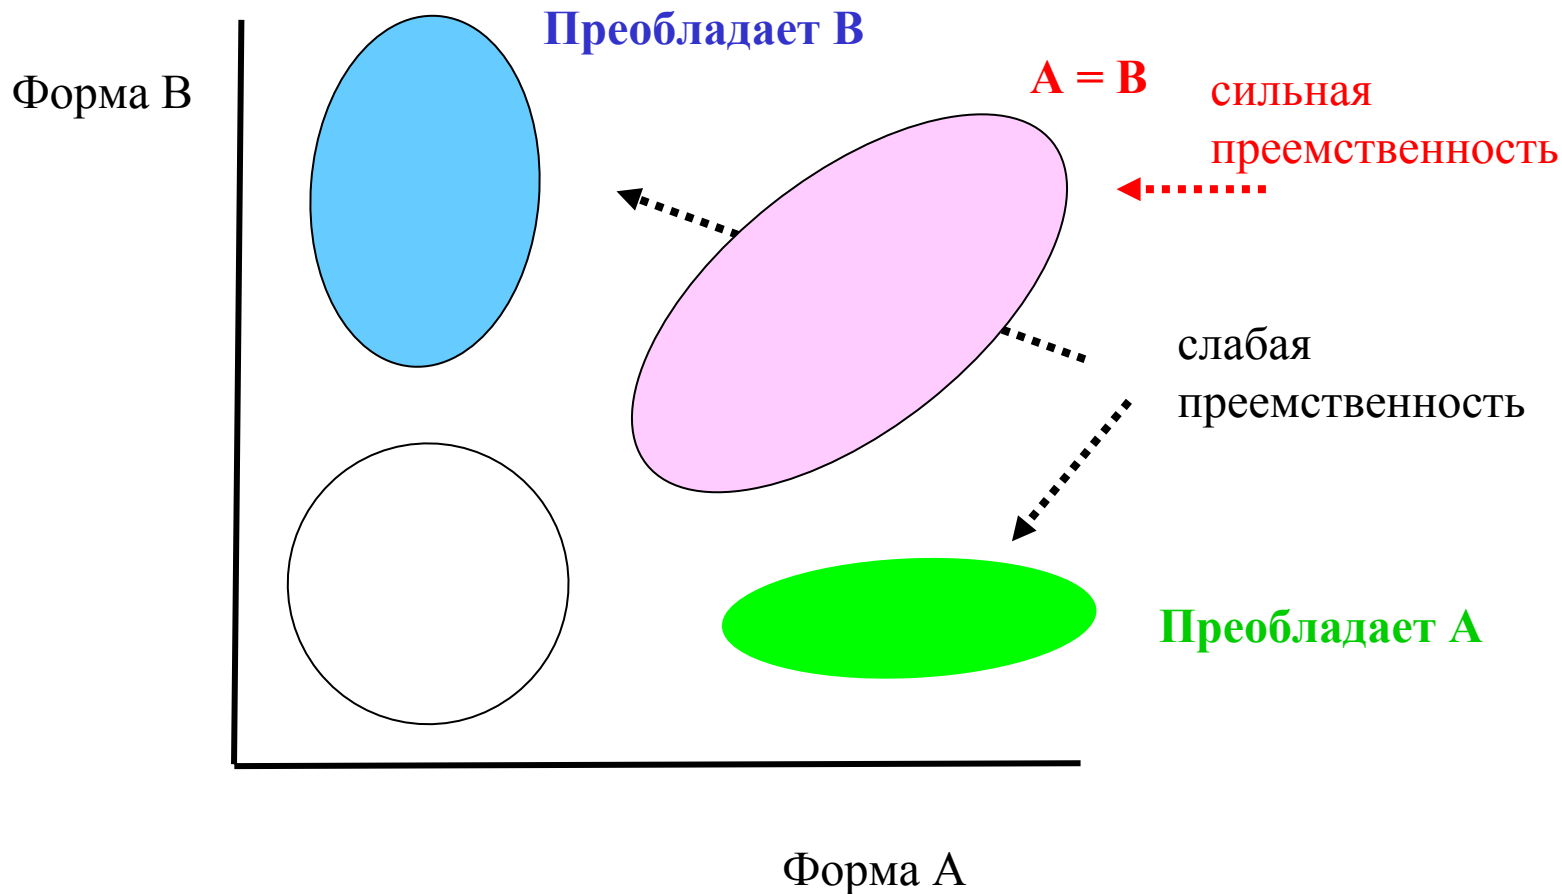 Преобладает В
А = В
Форма В
сильная
преемственность
слабая
преемственность
Преобладает А
Форма А